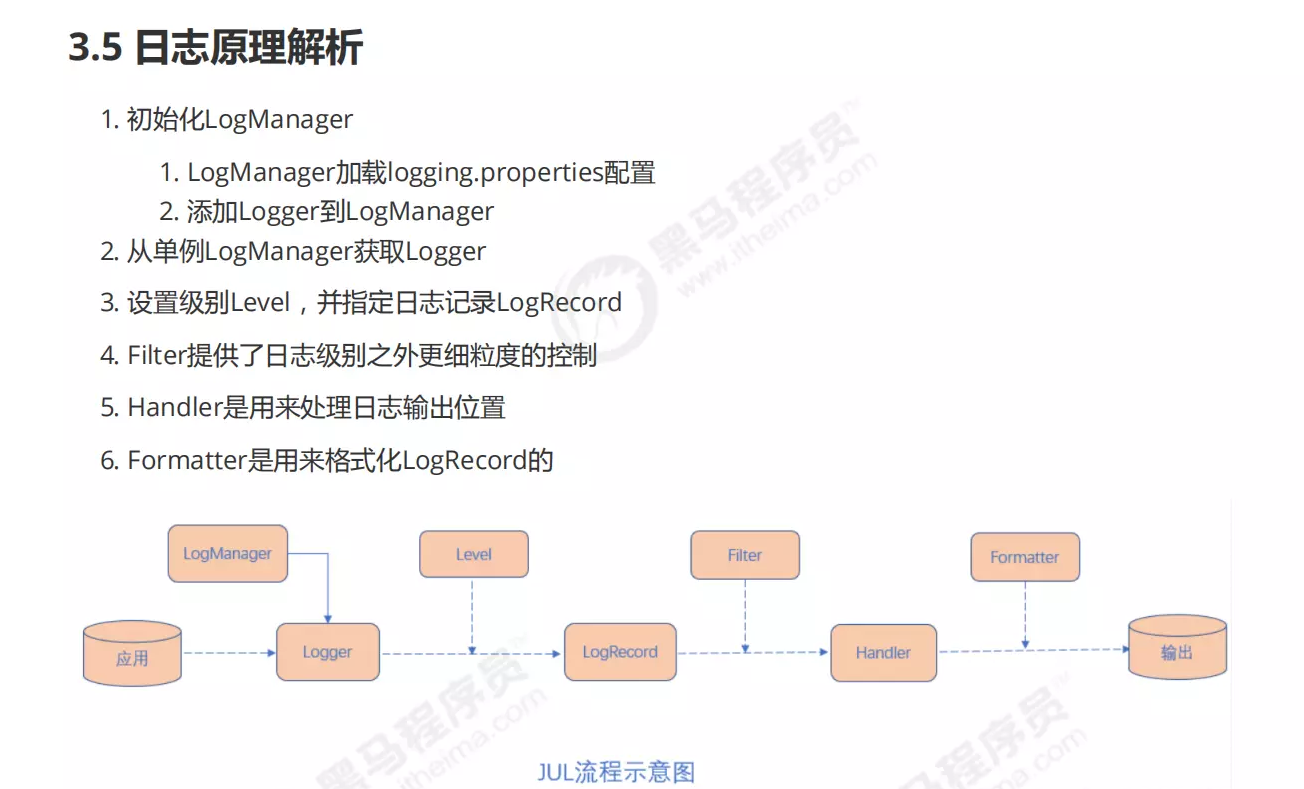 3.5 日志原理解析
1. 初始化LogManager
1. LogManager加载logging.properties配置
2. 添加Logger到LogManager
2. 从单例LogManager获取Logger
3. 设置级别Level，并指定日志记录LogRecord
4. Filter提供了日志级别之外更细粒度的控制
5. Handler是用来处理日志输出位置
6. Formatter是用来格式化LogRecord的
黑马程序员™
www.itheima.com
LogManager
Level
Filter
Formatter
应用
Logger
LogRecord
Handler
输出
黑马程序员
itheima.com
黑马程序员
ma.com
JUL流程示意图